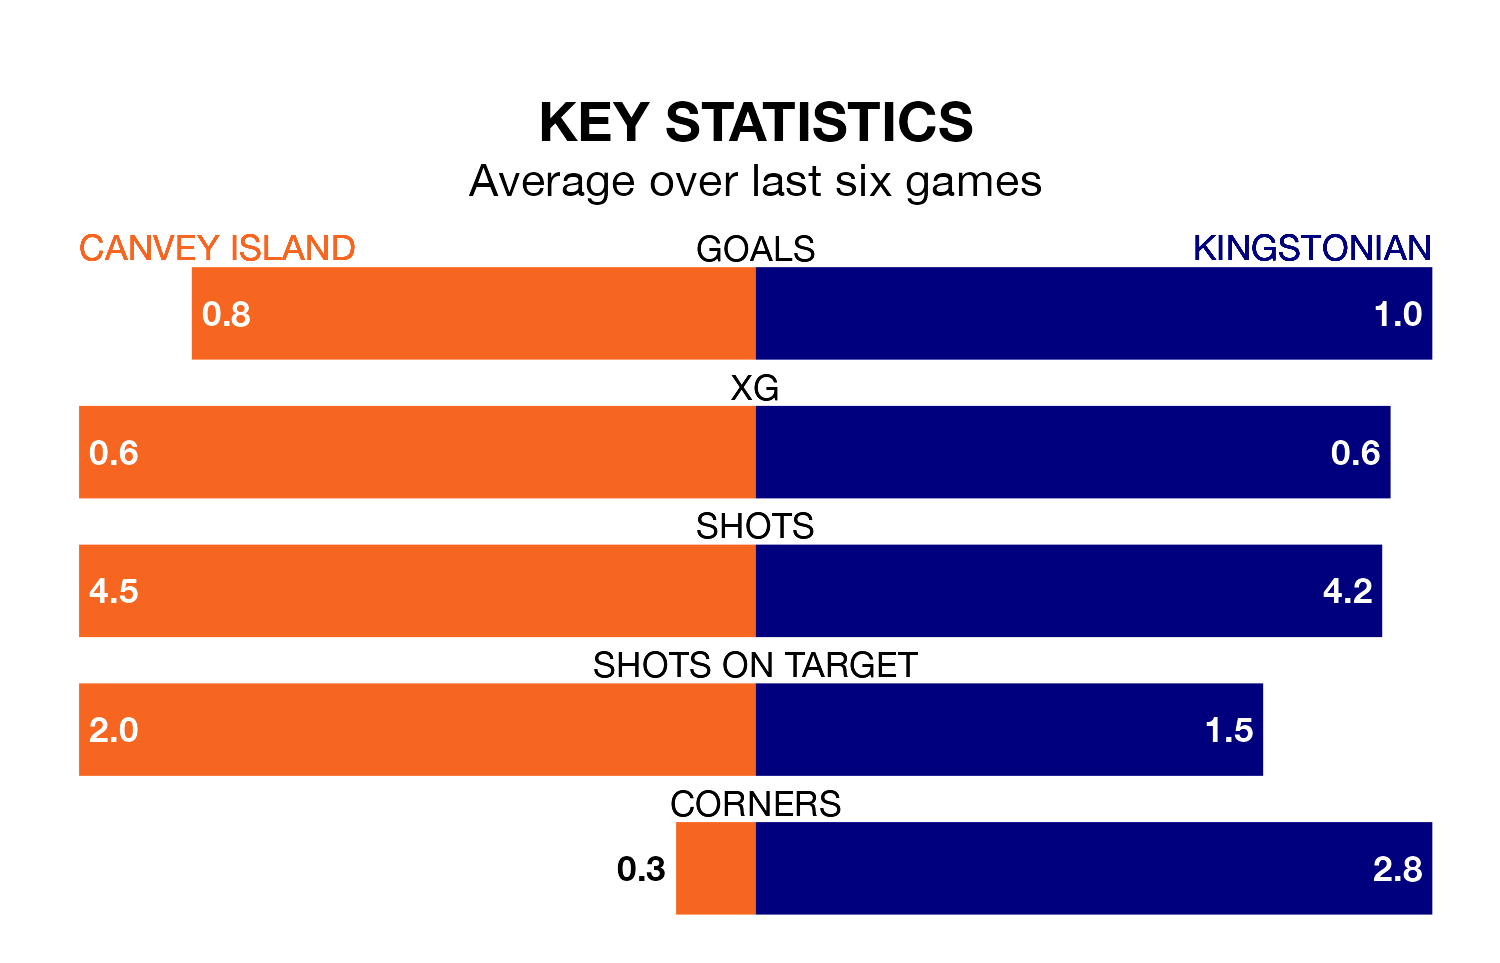 KEY STATISTICS
Average over last six games
CANVEY ISLAND GOALS KINGSTONIAN
0.8 1.0
XG
0.6 0.6
SHOTS
4.5 4.2
SHOTS ON TARGET
2.0 1.5
CORNERS
0.3 2.8